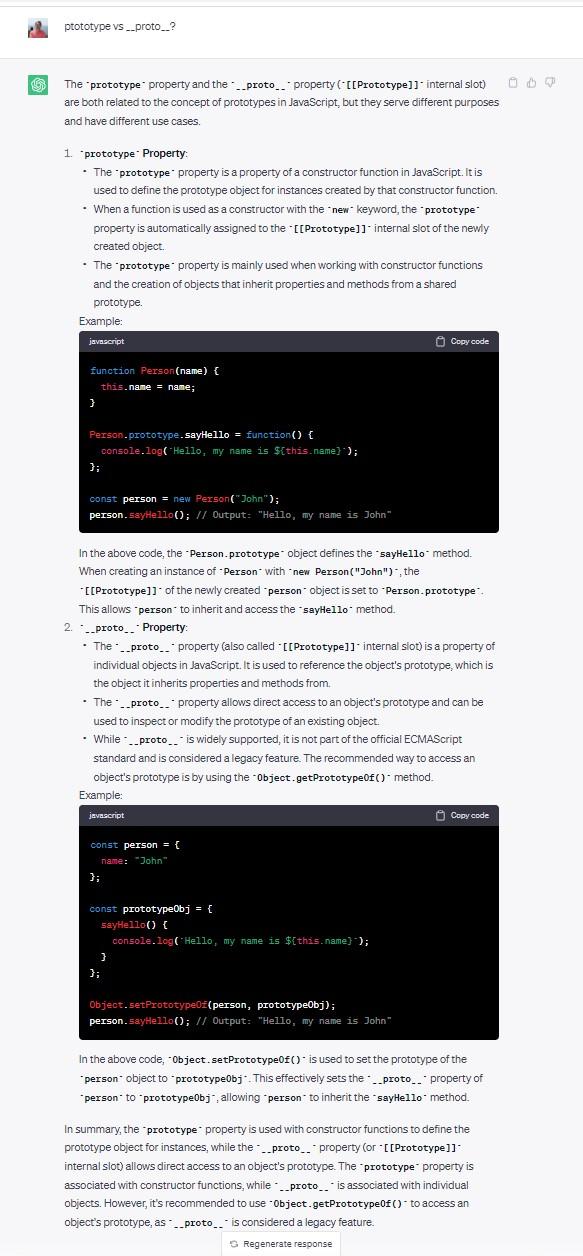 ptototype vs __proto__?
The `prototype` property and the `__proto__` property (`[[Prototype]]` internal slot)
are both related to the concept of prototypes in JavaScript, but they serve different purposes
and have different use cases.
1. `prototype` Property:
• The `prototype` property is a property of a constructor function in JavaScript. It is
used to define the prototype object for instances created by that constructor function.
• When a function is used as a constructor with the `new` keyword, the `prototype`
property is automatically assigned to the `[[Prototype]]` internal slot of the newly
created object.
• The `prototype` property is mainly used when working with constructor functions
and the creation of objects that inherit properties and methods from a shared
prototype.
Example:
javascript Copy code
function Person(name) {
  this.name = name;
}
Person.prototype.sayHello = function() {
  console.log(`Hello, my name is ${this.name}`);
};
const person = new Person("John");
person.sayHello(); // Output: "Hello, my name is John"
In the above code, the `Person.prototype` object defines the `sayHello` method.
When creating an instance of `Person` with `new Person("John")`, the
`[[Prototype]]` of the newly created `person` object is set to `Person.prototype`.
This allows `person` to inherit and access the `sayHello` method.
2. `__proto__` Property:
• The `__proto__` property (also called `[[Prototype]]` internal slot) is a property of
individual objects in JavaScript. It is used to reference the object's prototype, which is
the object it inherits properties and methods from.
• The `__proto__` property allows direct access to an object's prototype and can be
used to inspect or modify the prototype of an existing object.
• While `__proto__` is widely supported, it is not part of the official ECMAScript
standard and is considered a legacy feature. The recommended way to access an
object's prototype is by using the `Object.getPrototypeOf()` method.
Example:
javascript Copy code
const person = {
  name: "John"
};
const prototypeObj = {
  sayHello() {
    console.log(`Hello, my name is ${this.name}`);
  }
};
Object.setPrototypeOf(person, prototypeObj);
person.sayHello(); // Output: "Hello, my name is John"
In the above code, `Object.setPrototypeOf()` is used to set the prototype of the
`person` object to `prototypeObj`. This effectively sets the `__proto__` property of
`person` to `prototypeObj`, allowing `person` to inherit the `sayHello` method.
In summary, the `prototype` property is used with constructor functions to define the
prototype object for instances, while the `__proto__` property (or `[[Prototype]]`
internal slot) allows direct access to an object's prototype. The `prototype` property is
associated with constructor functions, while `__proto__` is associated with individual
objects. However, it's recommended to use `Object.getPrototypeOf()` to access an
object's prototype, as `__proto__` is considered a legacy feature.
Regenerate response